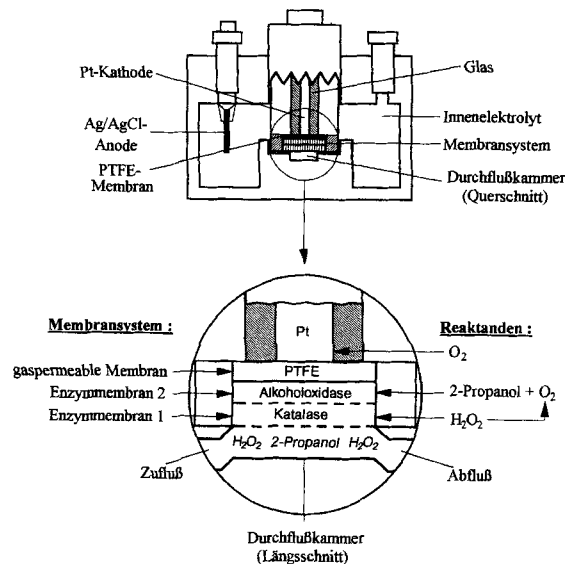 Pt-Kathode
Glas
Ag/AgCl-
Anode
Innenelektrolyt
PTFE-
Membran
Membransystem
Durchflußkammer
(Querschnitt)
Membransystem :
Reaktanden :
Pt
O₂
gaspermeable Membran
PTFE
Enzymmembran 2
Alkoholoxidase
2-Propanol + O₂
Enzymmembran 1
Katalase
H₂O₂
H₂O₂ 2-Propanol H₂O₂
Zufluß
Abfluß
Durchflußkammer
(Längsschnitt)